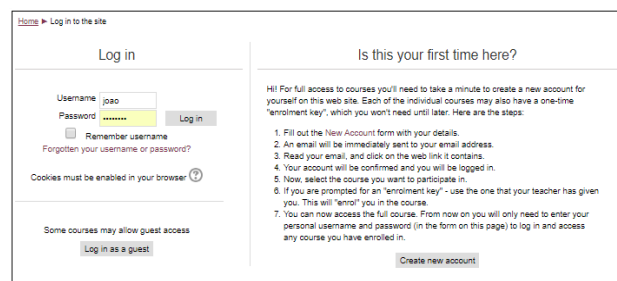 Home ► Log in to the site
Log in
Username joao
Password ........
Log in
Remember username
Forgotten your username or password?
Cookies must be enabled in your browser ?
Some courses may allow guest access
Log in as a guest
Is this your first time here?
Hi! For full access to courses you'll need to take a minute to create a new account for
yourself on this web site. Each of the individual courses may also have a one-time
"enrolment key", which you won't need until later. Here are the steps:
1. Fill out the New Account form with your details.
2. An email will be immediately sent to your email address.
3. Read your email, and click on the web link it contains.
4. Your account will be confirmed and you will be logged in.
5. Now, select the course you want to participate in.
6. If you are prompted for an "enrolment key" - use the one that your teacher has given
you. This will "enrol" you in the course.
7. You can now access the full course. From now on you will only need to enter your
personal username and password (in the form on this page) to log in and access
any course you have enrolled in.
Create new account